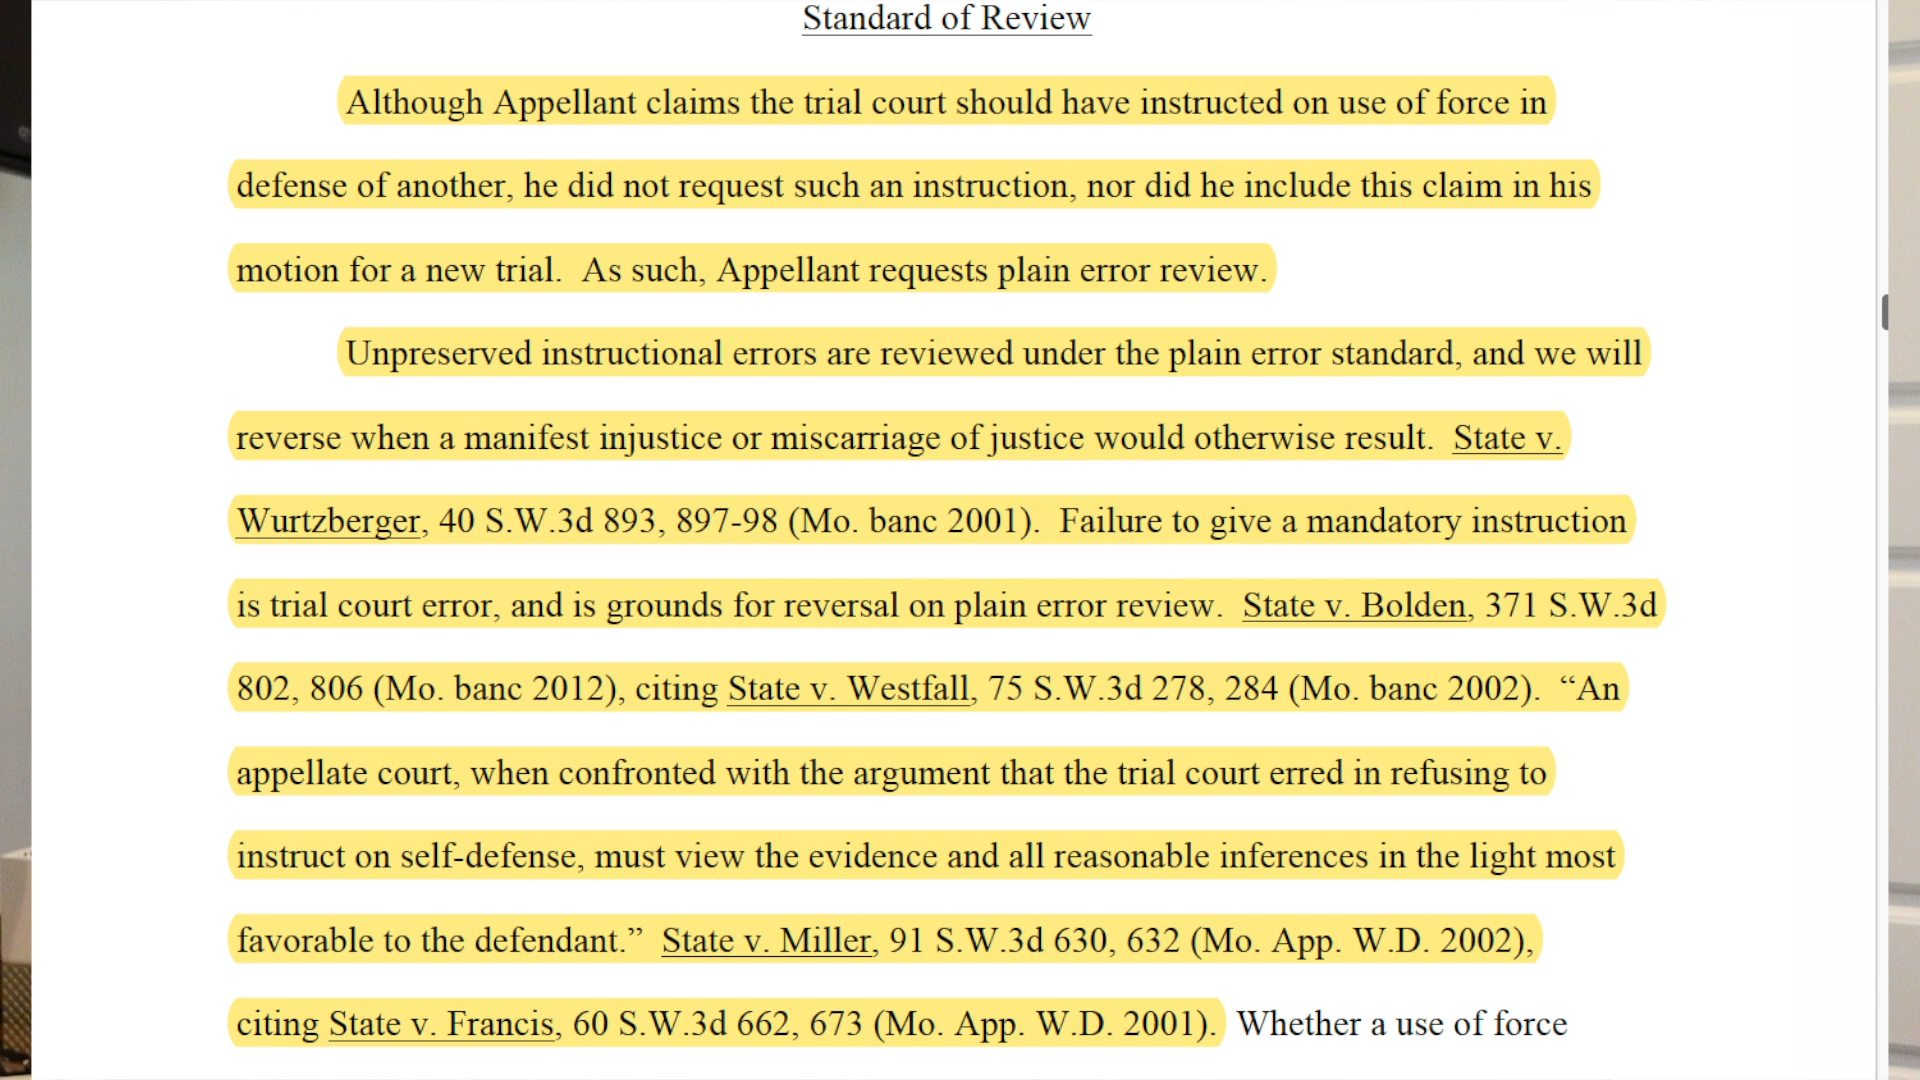 Standard of Review
Although Appellant claims the trial court should have instructed on use of force in
defense of another, he did not request such an instruction, nor did he include this claim in his
motion for a new trial.  As such, Appellant requests plain error review.
Unpreserved instructional errors are reviewed under the plain error standard, and we will
reverse when a manifest injustice or miscarriage of justice would otherwise result.  State v.
Wurtzberger, 40 S.W.3d 893, 897-98 (Mo. banc 2001).  Failure to give a mandatory instruction
is trial court error, and is grounds for reversal on plain error review.  State v. Bolden, 371 S.W.3d
802, 806 (Mo. banc 2012), citing State v. Westfall, 75 S.W.3d 278, 284 (Mo. banc 2002).  “An
appellate court, when confronted with the argument that the trial court erred in refusing to
instruct on self-defense, must view the evidence and all reasonable inferences in the light most
favorable to the defendant.”  State v. Miller, 91 S.W.3d 630, 632 (Mo. App. W.D. 2002),
citing State v. Francis, 60 S.W.3d 662, 673 (Mo. App. W.D. 2001).  Whether a use of force